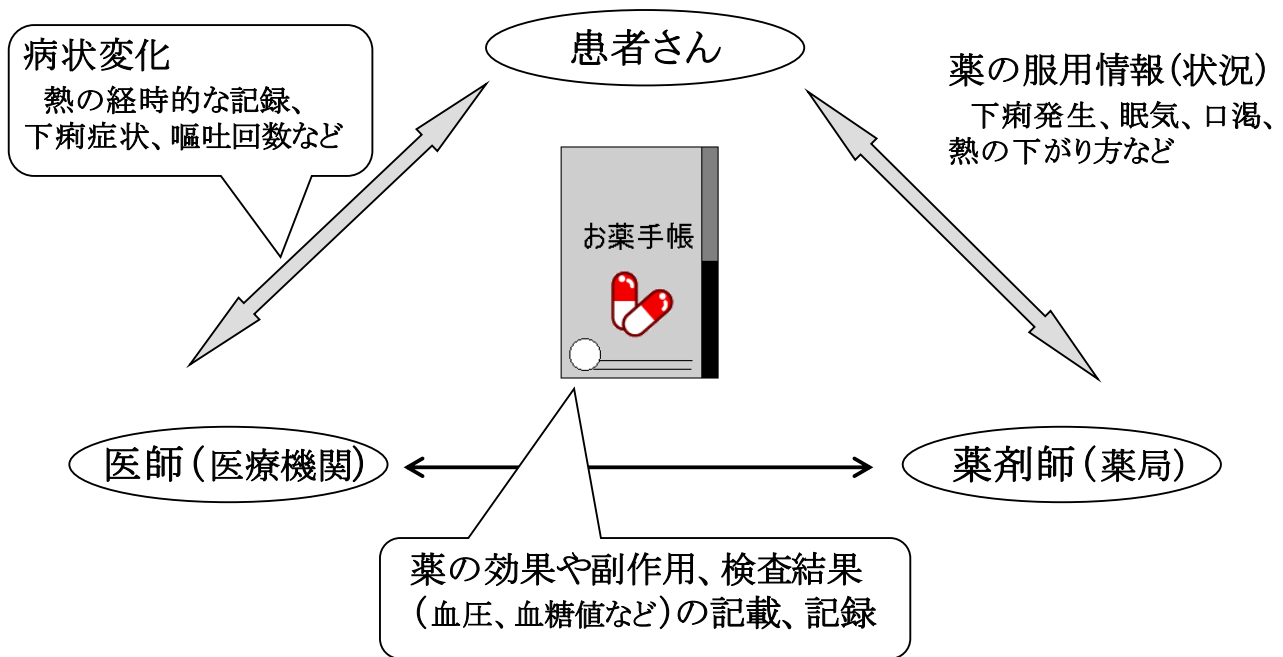 患者さん
病状変化
熱の経時的な記録、
下痢症状、嘔吐回数など
薬の服用情報(状況)
下痢発生、眠気、口渇、
熱の下がり方など
お薬手帳
医師(医療機関)
薬剤師(薬局)
薬の効果や副作用、検査結果
(血圧、血糖値など)の記載、記録